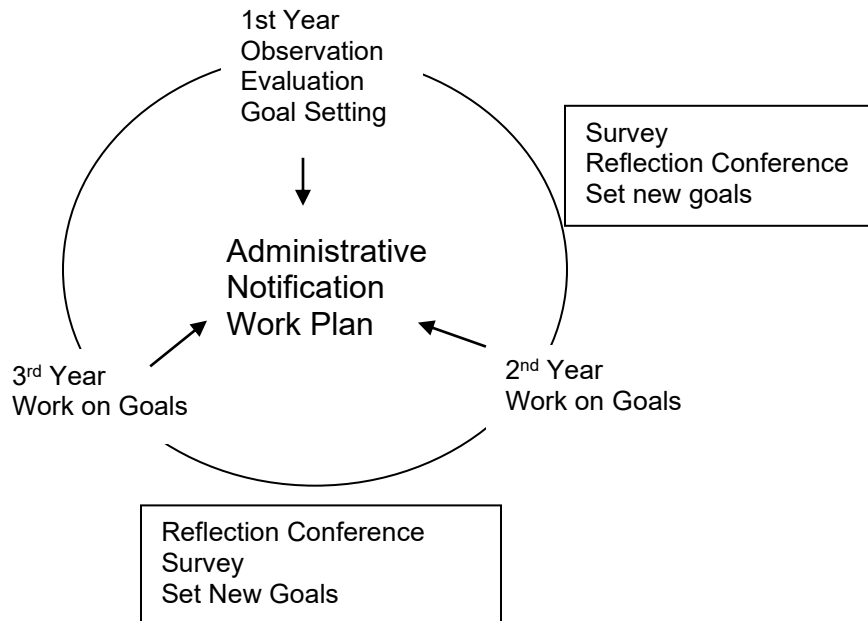 1st Year
Observation
Evaluation
Goal Setting
Survey
Reflection Conference
Set new goals
Administrative
Notification
Work Plan
3rd Year
Work on Goals
2nd Year
Work on Goals
Reflection Conference
Survey
Set New Goals